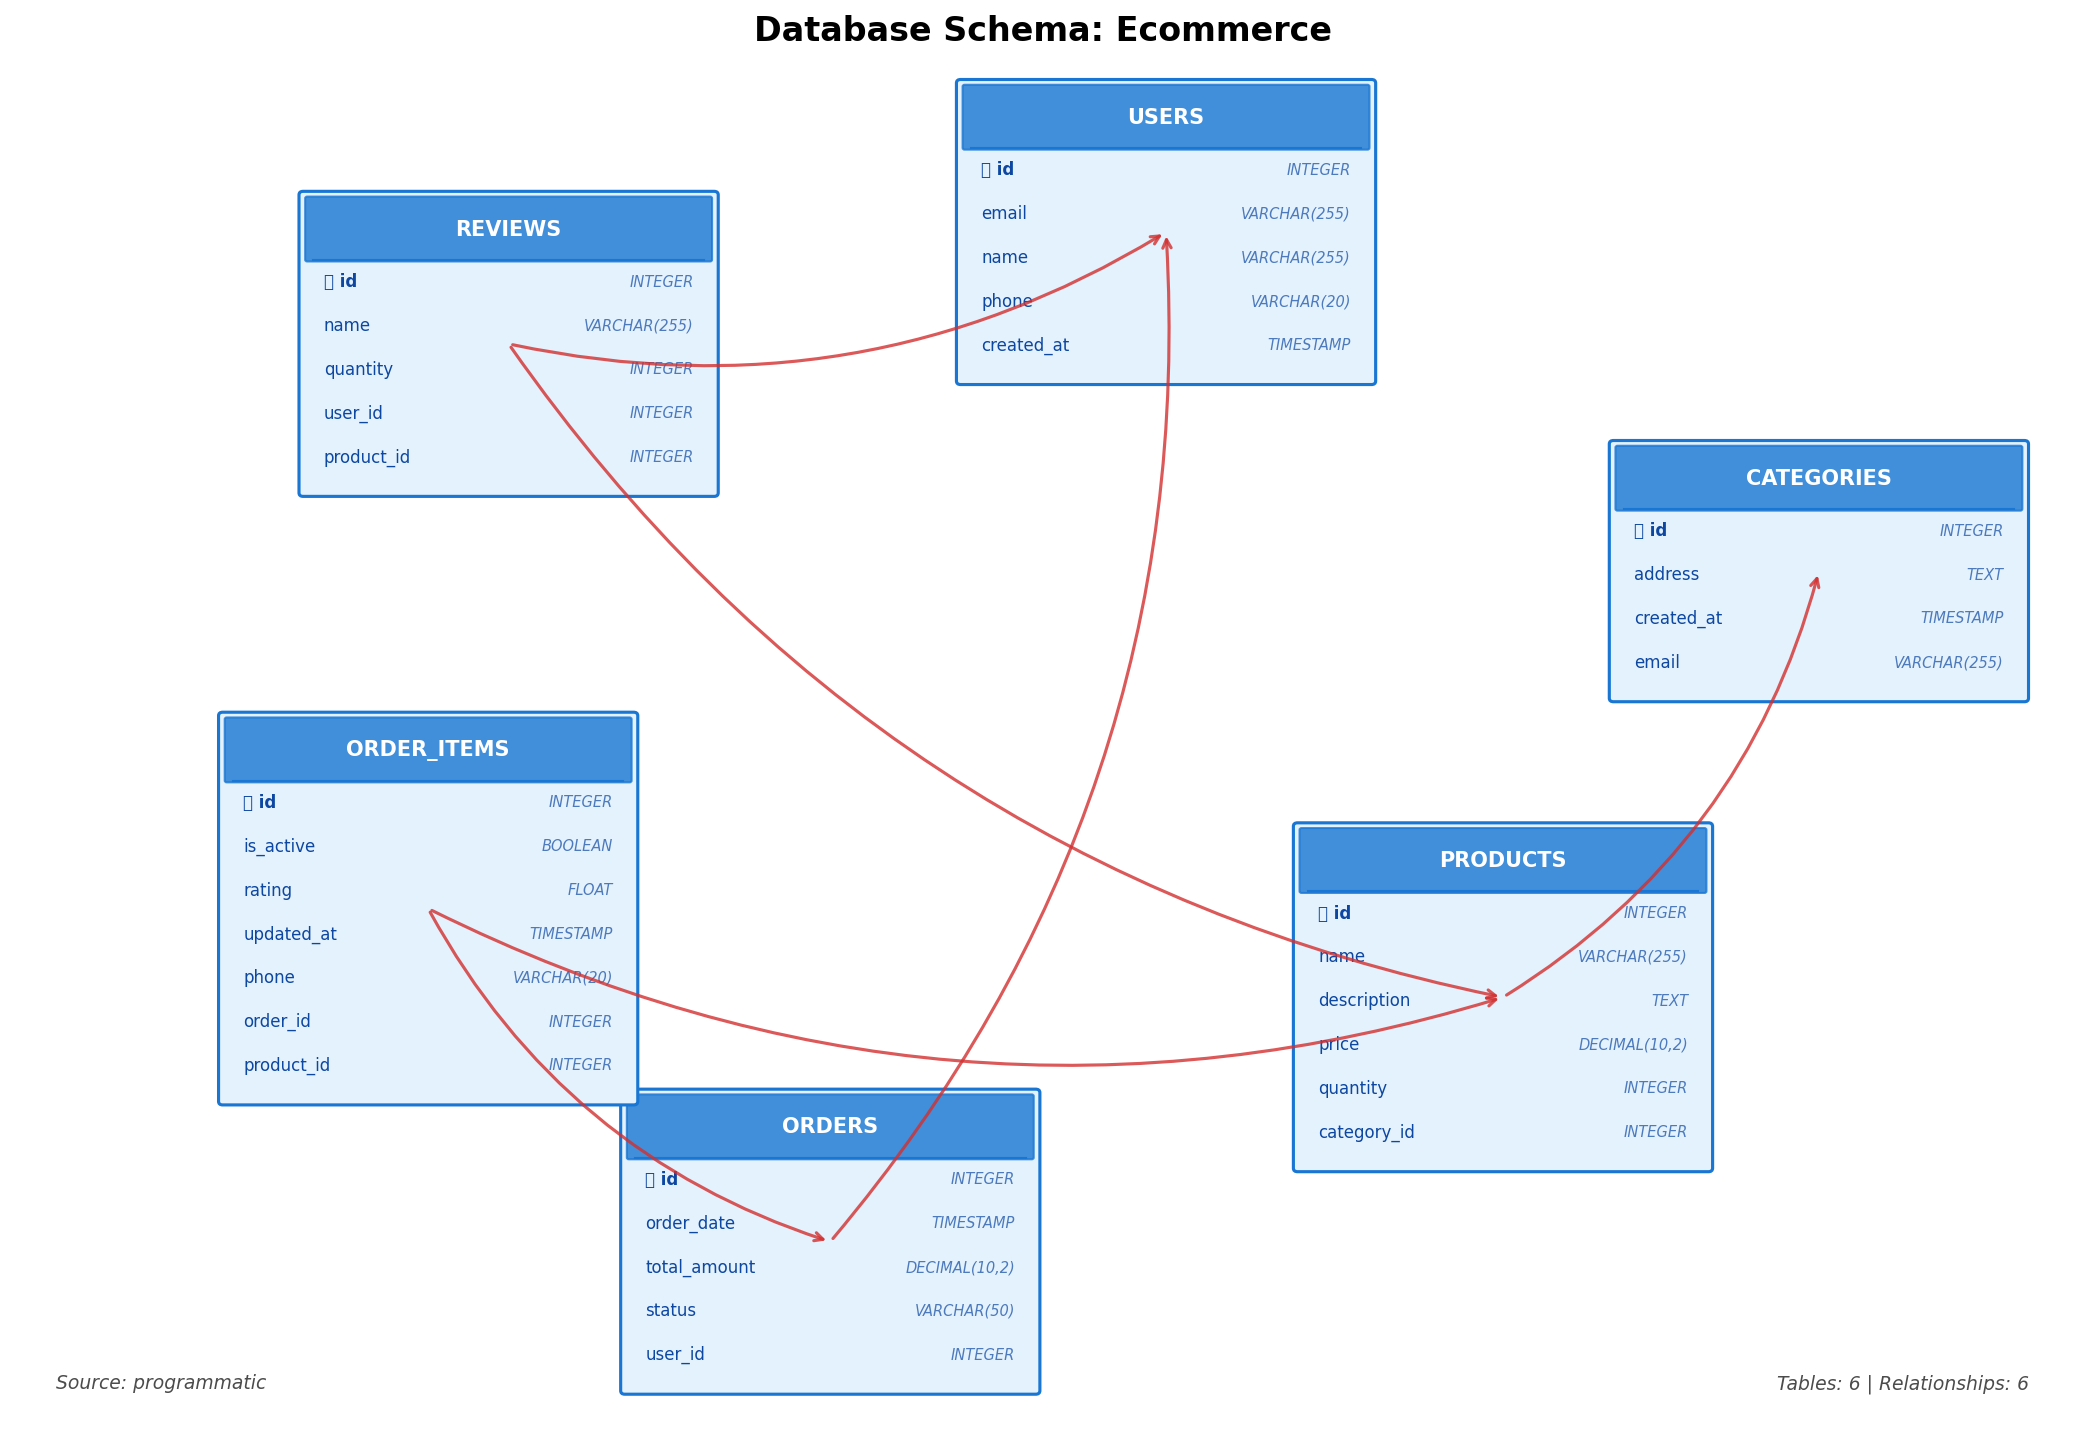 Database Schema: Ecommerce
USERS
id INTEGER
email VARCHAR(255)
name VARCHAR(255)
phone VARCHAR(20)
created_at TIMESTAMP
REVIEWS
id INTEGER
name VARCHAR(255)
quantity INTEGER
user_id INTEGER
product_id INTEGER
CATEGORIES
id INTEGER
address TEXT
created_at TIMESTAMP
email VARCHAR(255)
ORDER_ITEMS
id INTEGER
is_active BOOLEAN
rating FLOAT
updated_at TIMESTAMP
phone VARCHAR(20)
order_id INTEGER
product_id INTEGER
PRODUCTS
id INTEGER
name VARCHAR(255)
description TEXT
price DECIMAL(10,2)
quantity INTEGER
category_id INTEGER
ORDERS
id INTEGER
order_date TIMESTAMP
total_amount DECIMAL(10,2)
status VARCHAR(50)
user_id INTEGER
Source: programmatic
Tables: 6 | Relationships: 6